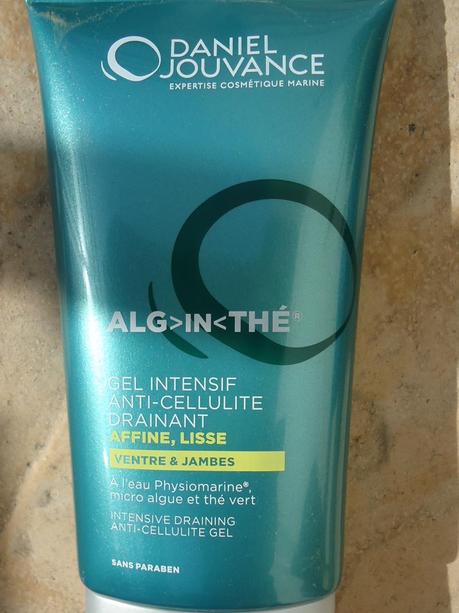 DANIEL
JOUVANCE
EXPERTISE COSMÉTIQUE MARINE
ALG>IN<THÉ®
GEL INTENSIF
ANTI-CELLULITE
DRAINANT
AFFINE, LISSE
VENTRE & JAMBES
À l'eau Physiomarine®,
micro algue et thé vert
INTENSIVE DRAINING
ANTI-CELLULITE GEL
SANS PARABEN